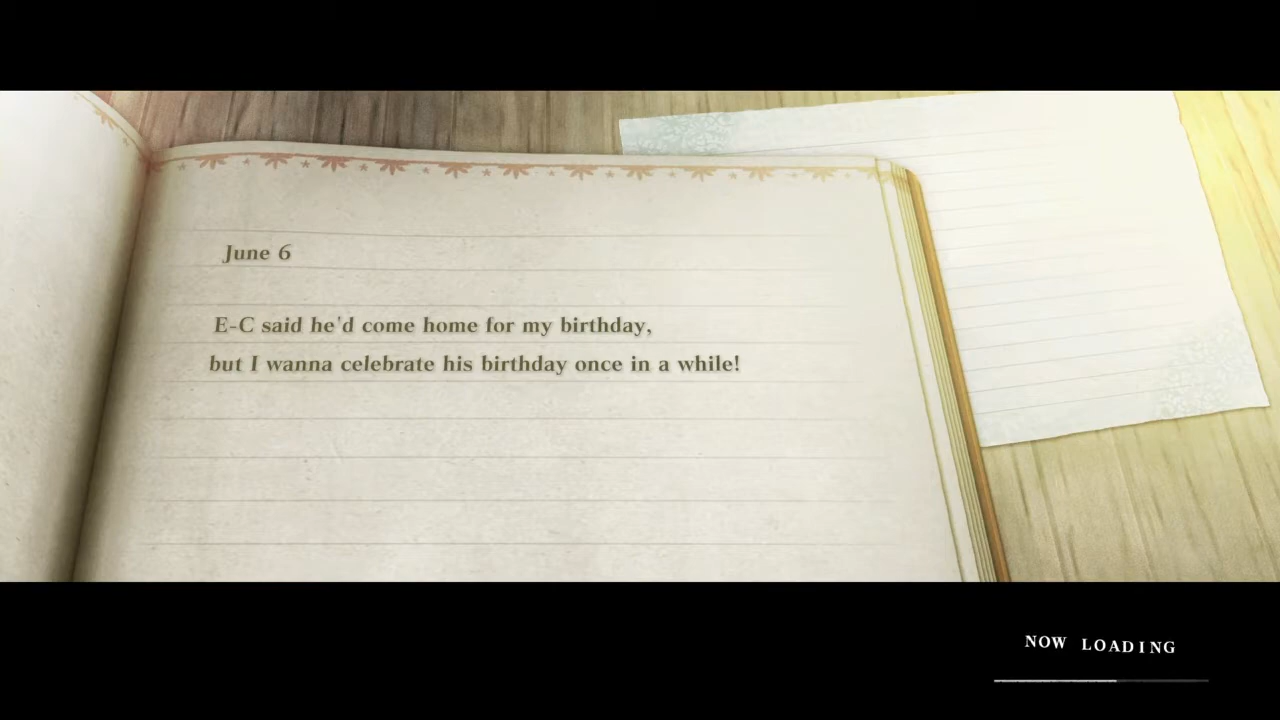 June 6
E-C said he'd come home for my birthday,
but I wanna celebrate his birthday once in a while!
NOW LOADING